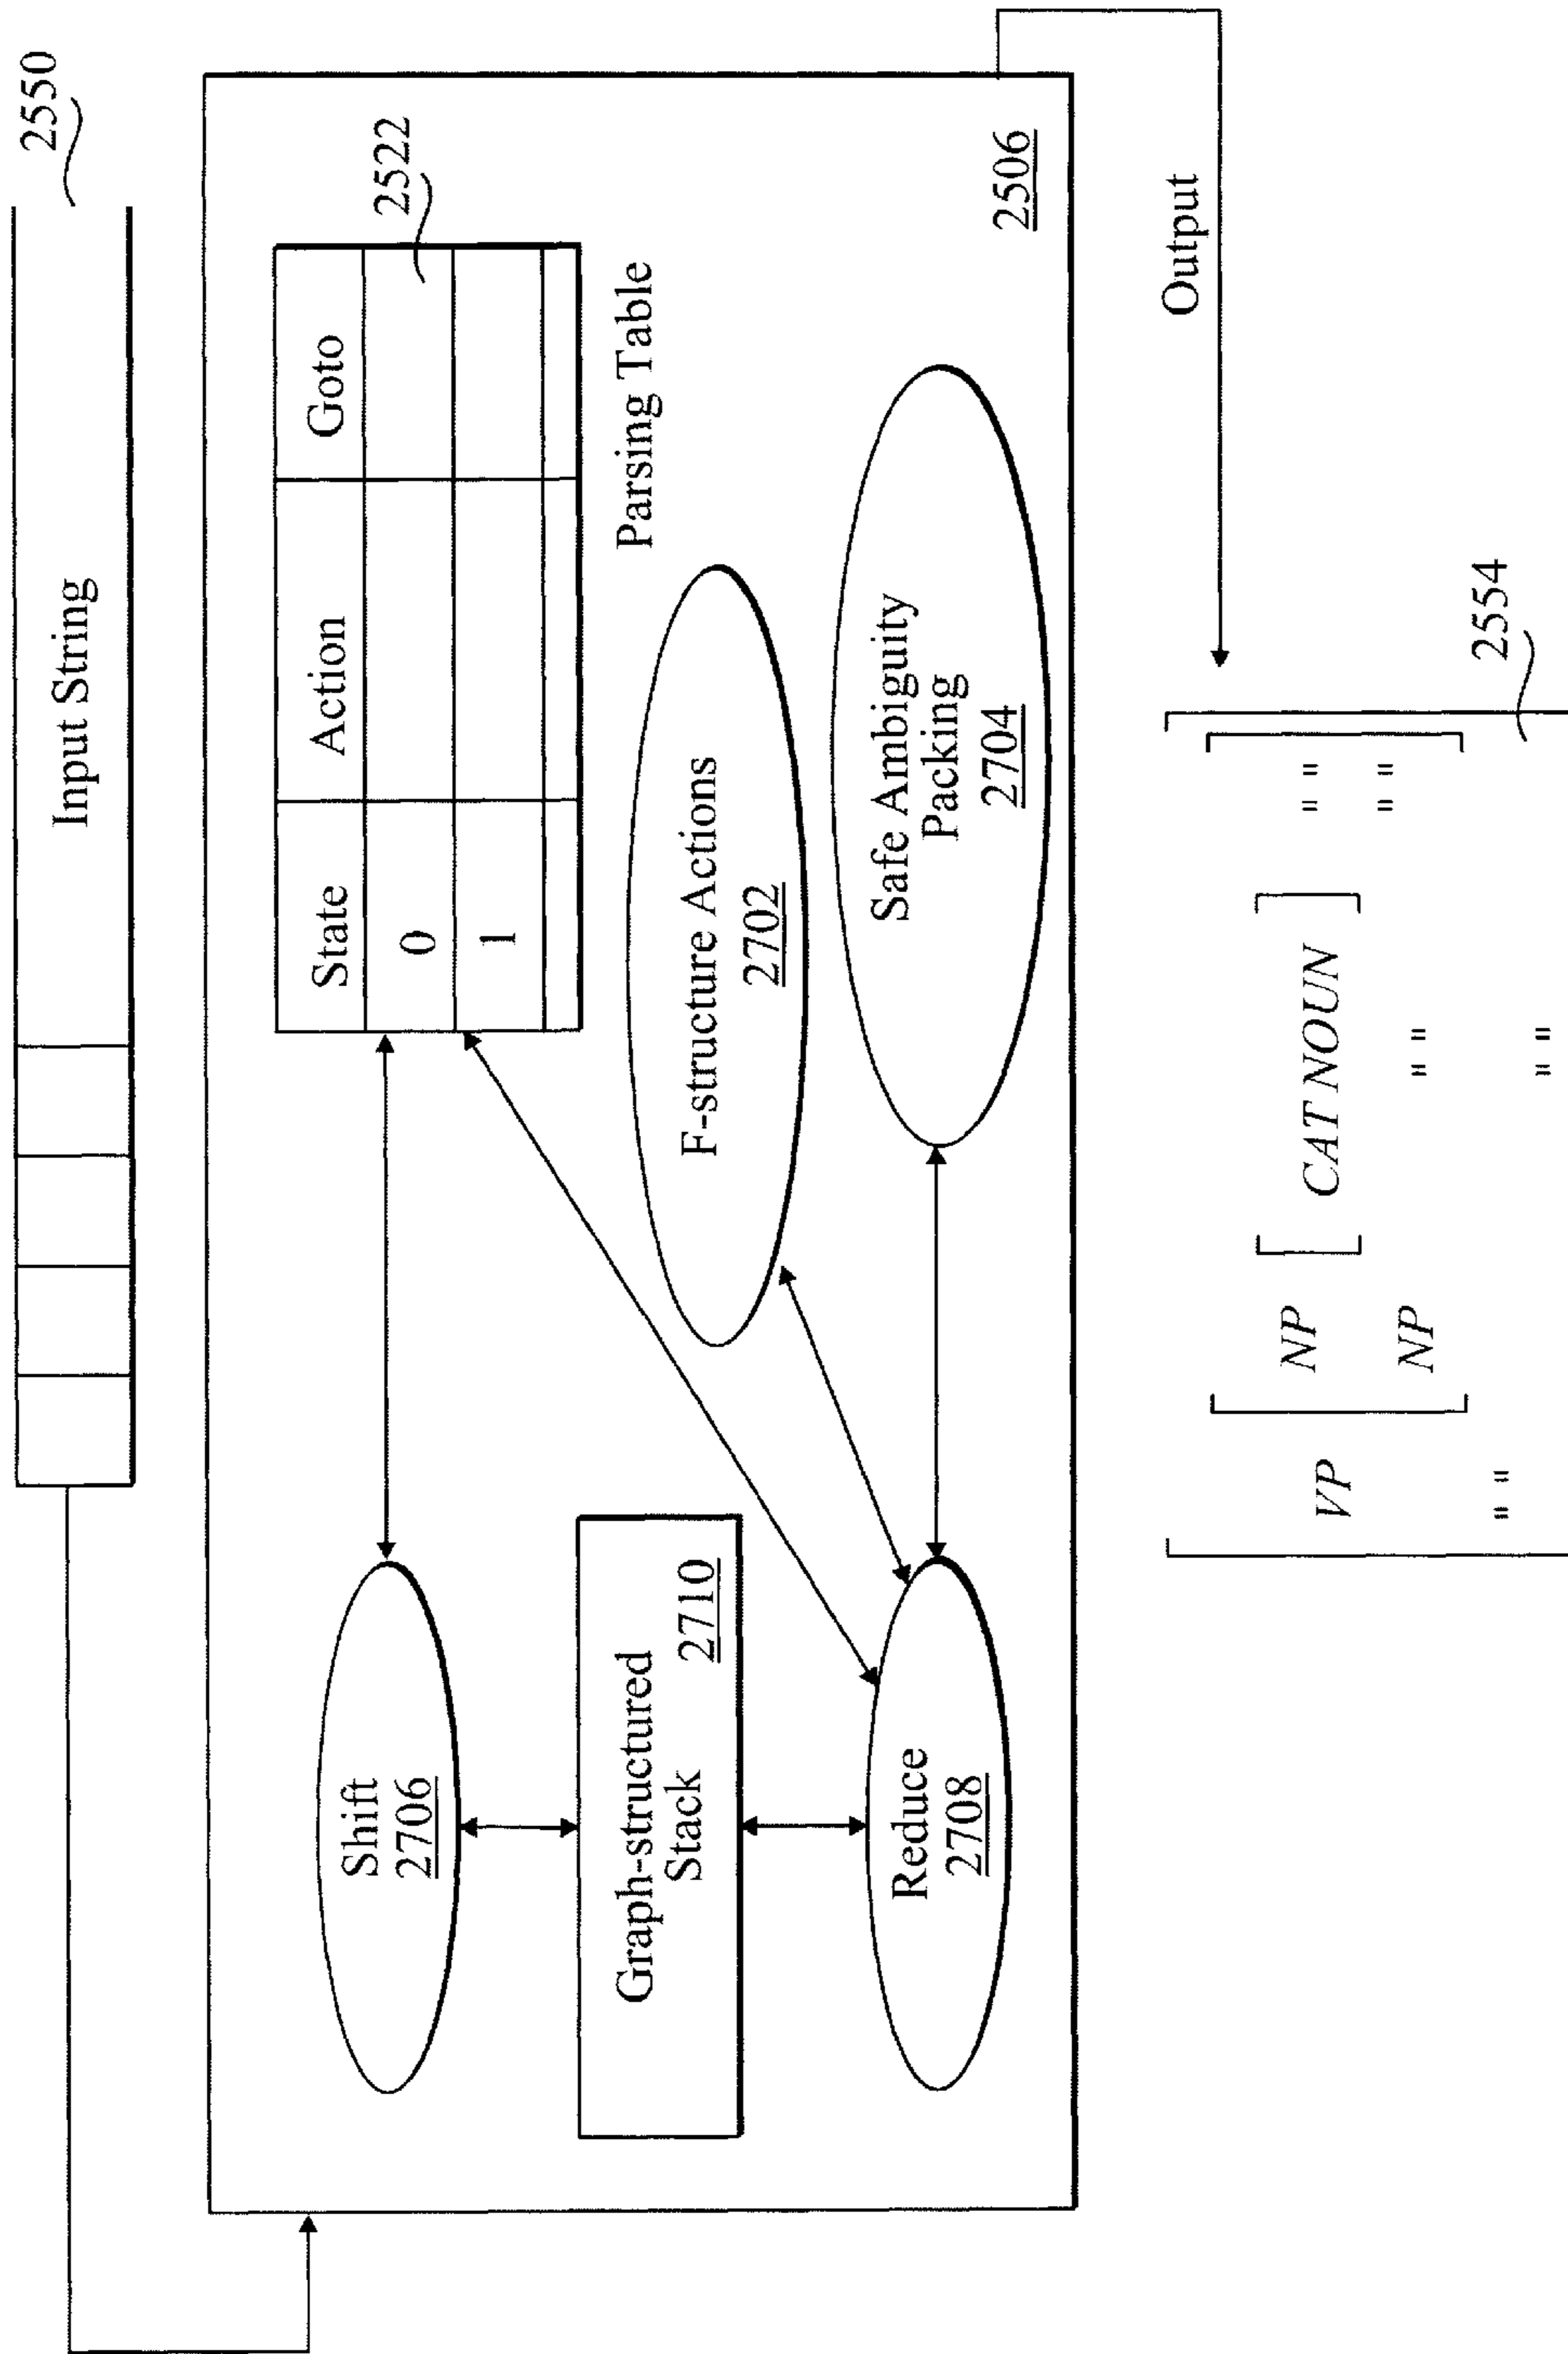 Input String
2550
State Action Goto
0
1
2522
Parsing Table
Shift
2706
Graph-structured
Stack
2710
Reduce
2708
F-structure Actions
2702
Safe Ambiguity
Packing
2704
2506
Output
VP
NP
CAT NOUN
NP
" "
" "
" "
" "
" "
2554